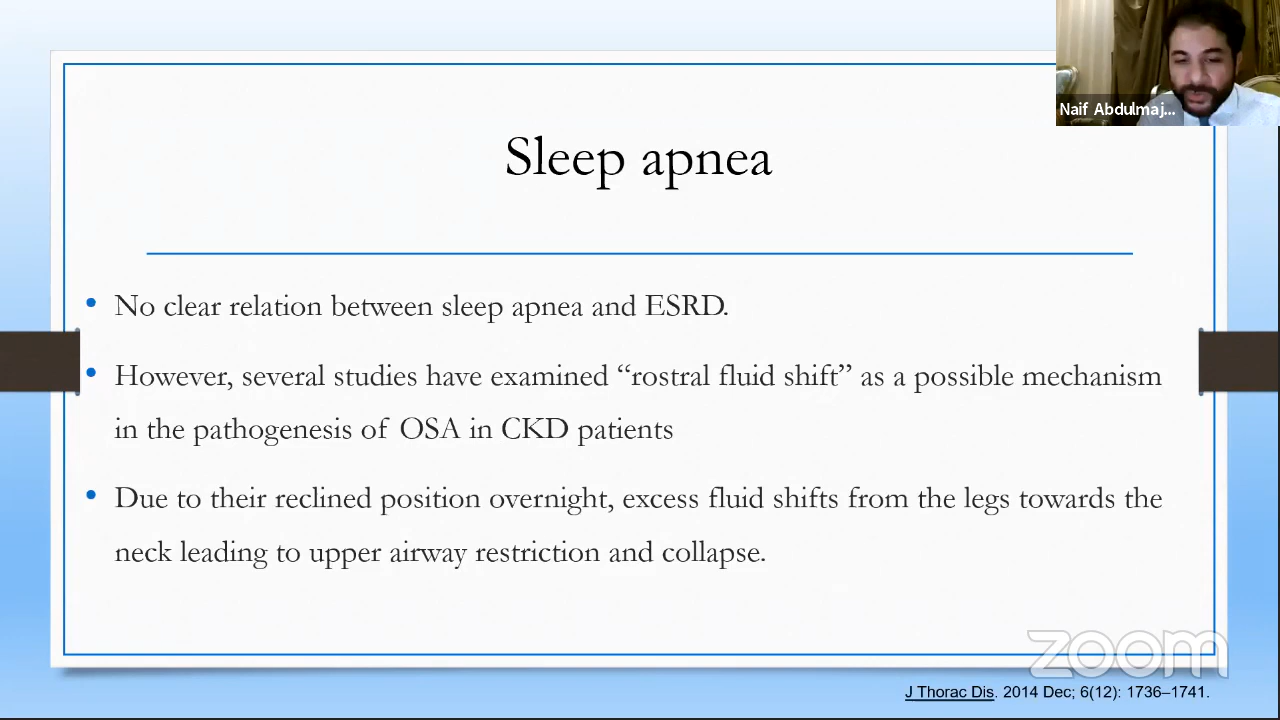 Naif Abdulmaj...
Sleep apnea
• No clear relation between sleep apnea and ESRD.
• However, several studies have examined “rostral fluid shift” as a possible mechanism
in the pathogenesis of OSA in CKD patients
• Due to their reclined position overnight, excess fluid shifts from the legs towards the
neck leading to upper airway restriction and collapse.
zoom
J Thorac Dis. 2014 Dec; 6(12): 1736–1741.